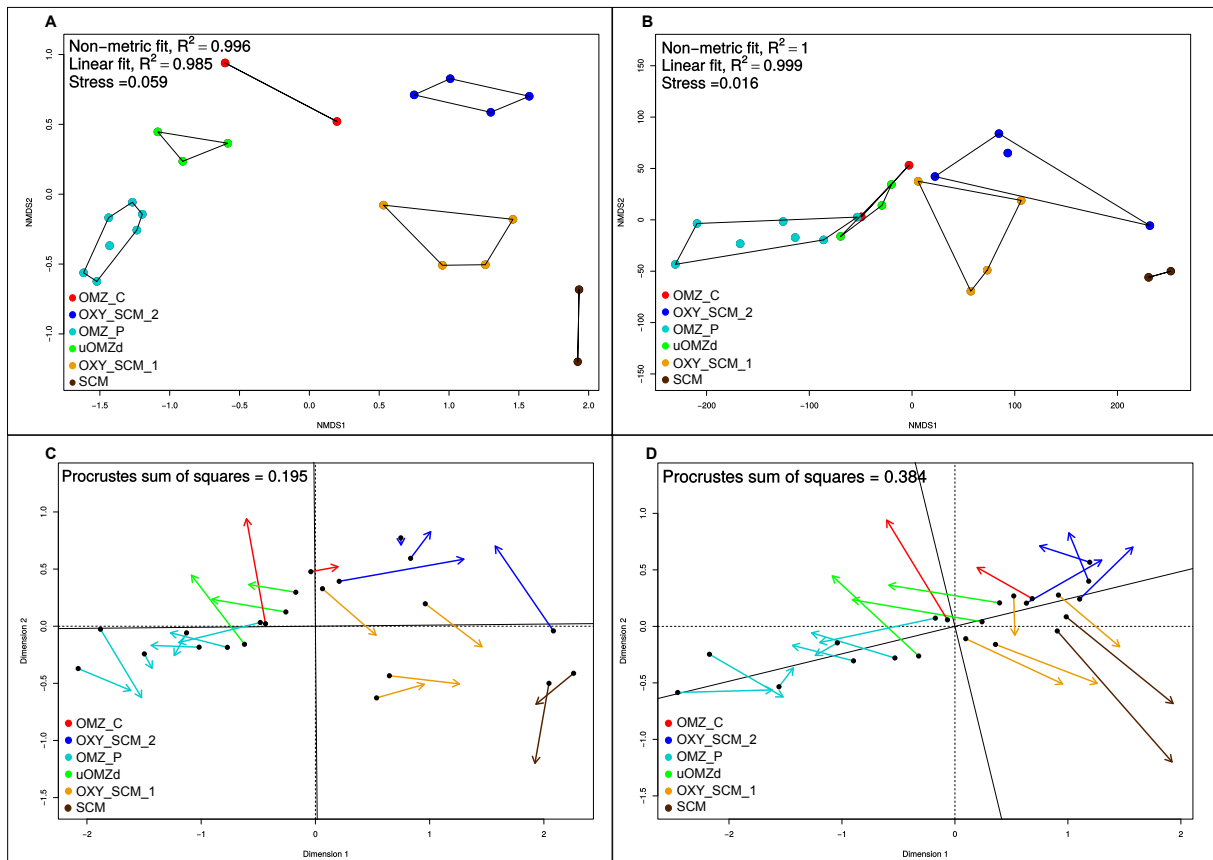 A
Non−metric fit, R² = 0.996
Linear fit, R² = 0.985
Stress =0.059
1.0
0.5
0.0
−0.5
−1.0
NMDS2
OMZ_C
OXY_SCM_2
OMZ_P
uOMZd
OXY_SCM_1
SCM
−1.5 −1.0 −0.5 0.0 0.5 1.0 1.5 2.0
NMDS1
B
Non−metric fit, R² = 1
Linear fit, R² = 0.999
Stress =0.016
150
100
50
0
−50
−100
−150
NMDS2
OMZ_C
OXY_SCM_2
OMZ_P
uOMZd
OXY_SCM_1
SCM
−200 −100 0 100 200
NMDS1
C
Procrustes sum of squares = 0.195
1.0
0.5
0.0
−0.5
−1.0
−1.5
Dimension 2
OMZ_C
OXY_SCM_2
OMZ_P
uOMZd
OXY_SCM_1
SCM
−2 −1 0 1 2
Dimension 1
D
Procrustes sum of squares = 0.384
1.0
0.5
0.0
−0.5
−1.0
−1.5
Dimension 2
OMZ_C
OXY_SCM_2
OMZ_P
uOMZd
OXY_SCM_1
SCM
−2 −1 0 1 2
Dimension 1